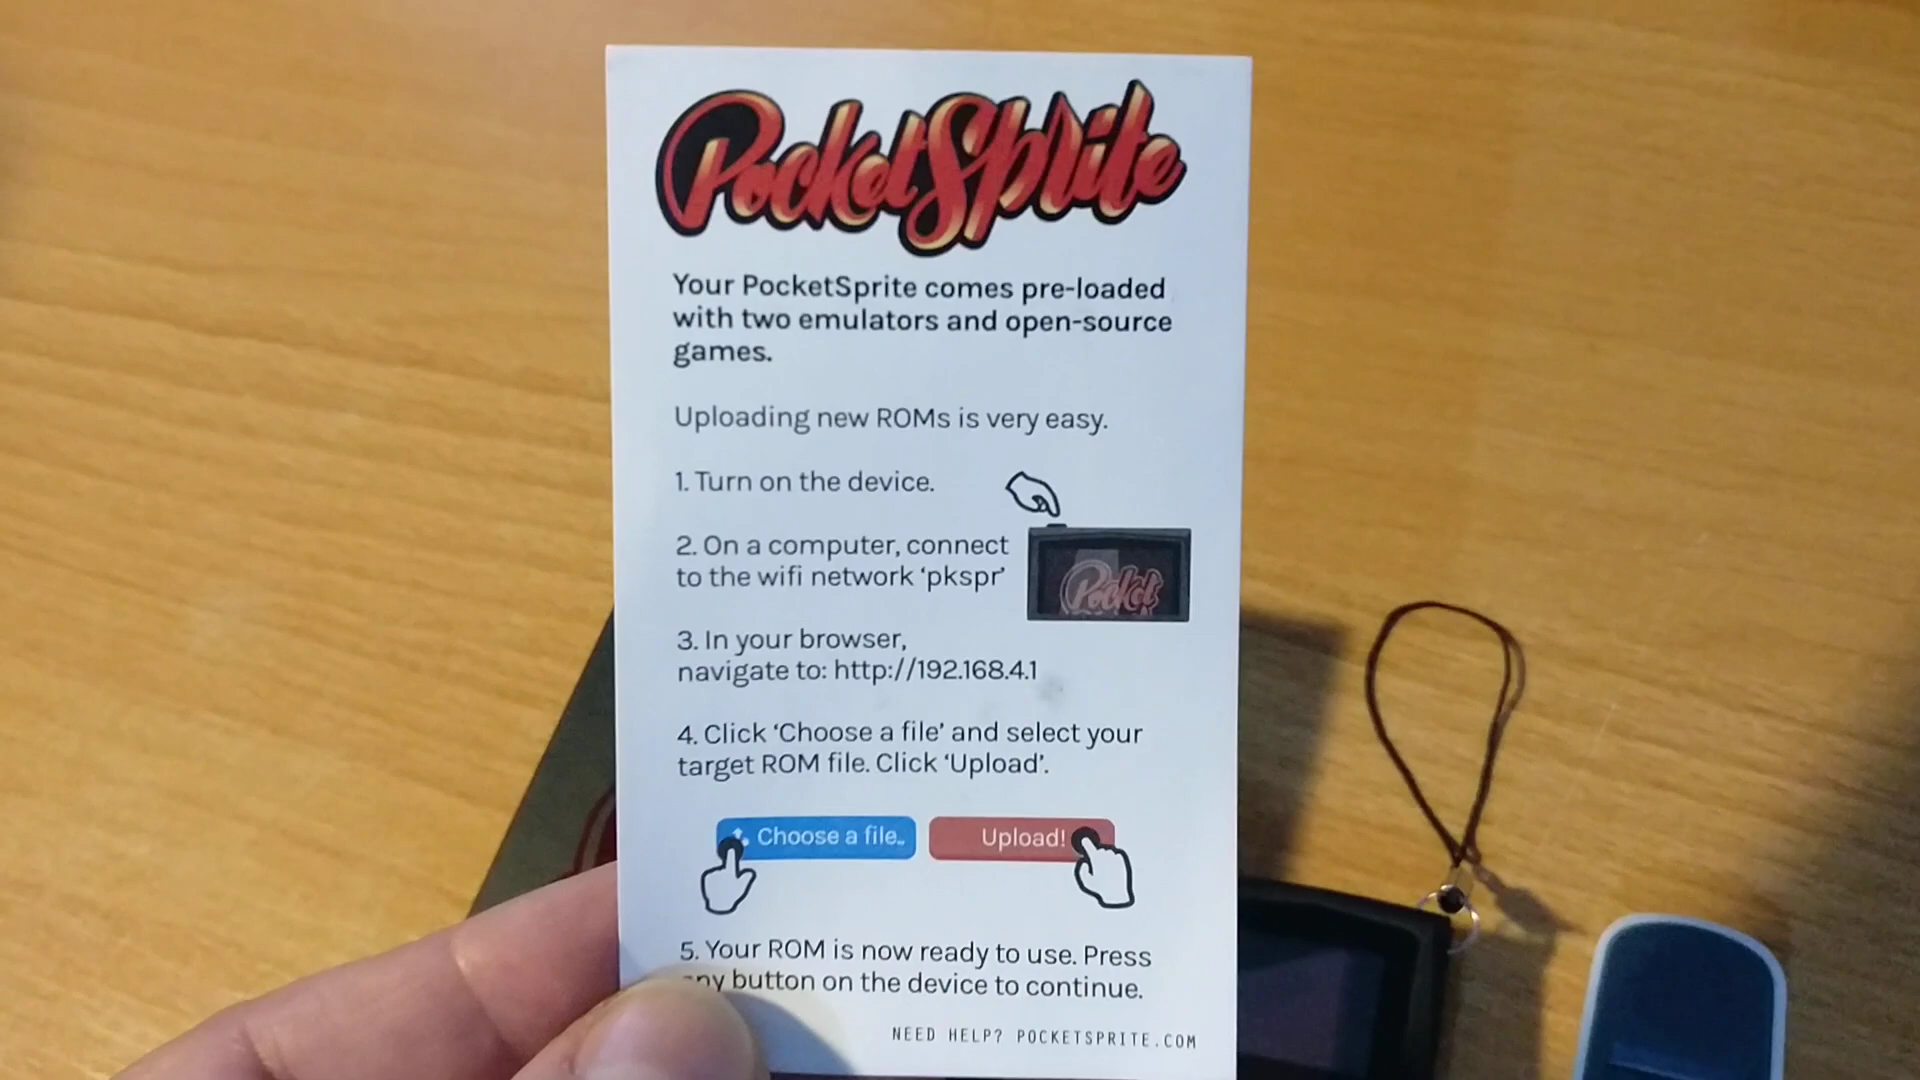 PocketSprite
Your PocketSprite comes pre-loaded
with two emulators and open-source
games.
Uploading new ROMs is very easy.
1. Turn on the device.
2. On a computer, connect
to the wifi network ‘pkspr’
Pocket
3. In your browser,
navigate to: http://192.168.4.1
4. Click ‘Choose a file’ and select your
target ROM file. Click ‘Upload’.
Choose a file..
Upload!
5. Your ROM is now ready to use. Press
any button on the device to continue.
NEED HELP? POCKETSPRITE.COM